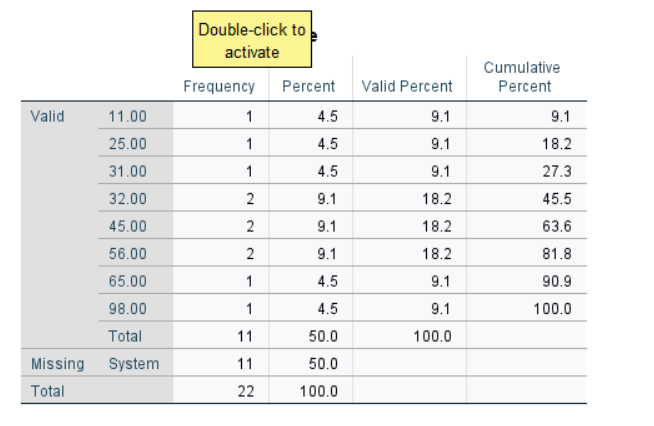 Double-click to
activate
e
Frequency Percent Valid Percent Cumulative Percent
Valid 11.00 1 4.5 9.1 9.1
25.00 1 4.5 9.1 18.2
31.00 1 4.5 9.1 27.3
32.00 2 9.1 18.2 45.5
45.00 2 9.1 18.2 63.6
56.00 2 9.1 18.2 81.8
65.00 1 4.5 9.1 90.9
98.00 1 4.5 9.1 100.0
Total 11 50.0 100.0
Missing System 11 50.0
Total 22 100.0